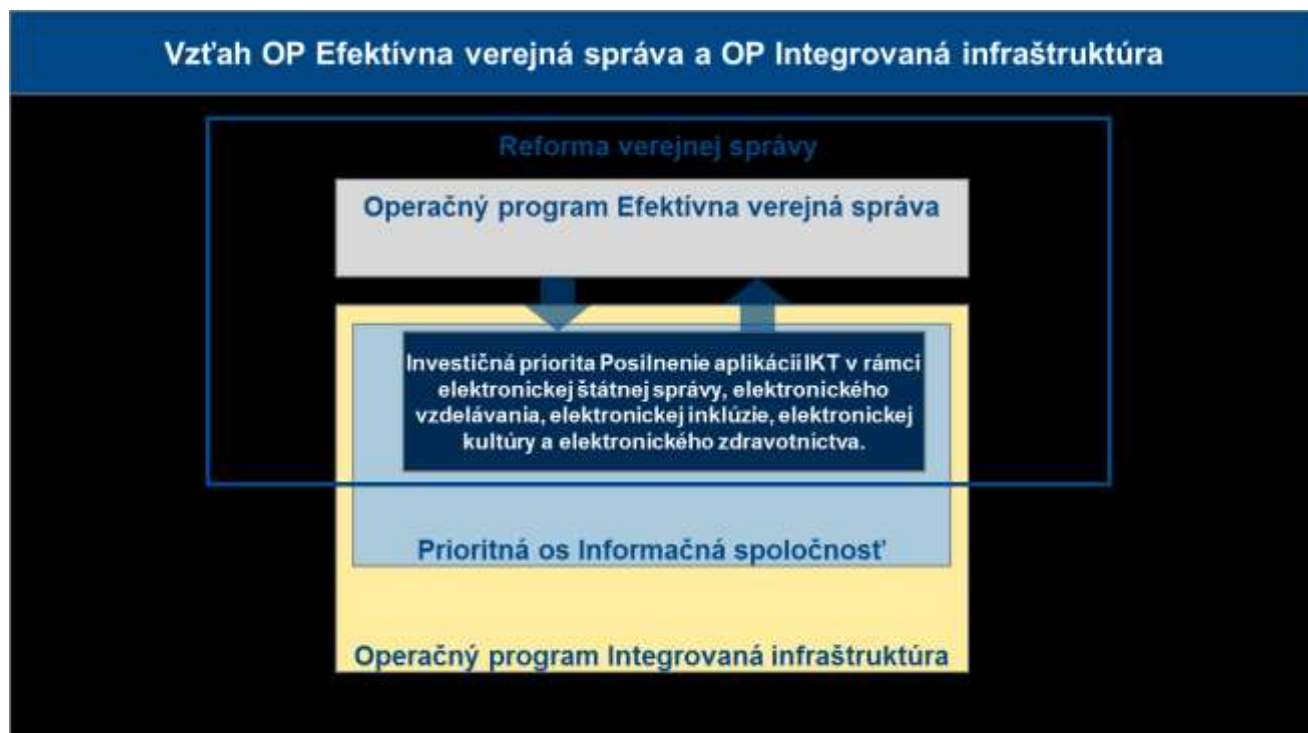 Vzťah OP Efektívna verejná správa a OP Integrovaná infraštruktúra
Reforma verejnej správy
Operačný program Efektívna verejná správa
Investičná priorita Posilnenie aplikácií IKT v rámci
elektronickej štátnej správy, elektronického
vzdelávania, elektronickej inklúzie, elektronickej
kultúry a elektronického zdravotníctva.
Prioritná os Informačná spoločnosť
Operačný program Integrovaná infraštruktúra